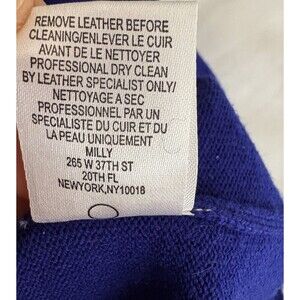 REMOVE LEATHER BEFORE
CLEANING/ENLEVER LE CUIR
AVANT DE NETTOYER
PROFESSIONAL DRY CLEAN
BY LEATHER SPECIALIST ONLY/
NETTOYAGE A SEC
PROFESSIONNEL PAR UN
SPECIALISTE DU CUIR ET DU
LA PEAU UNIQUEMENT
MILLY
265 W 37TH ST
20TH FL
NEWYORK,NY10018